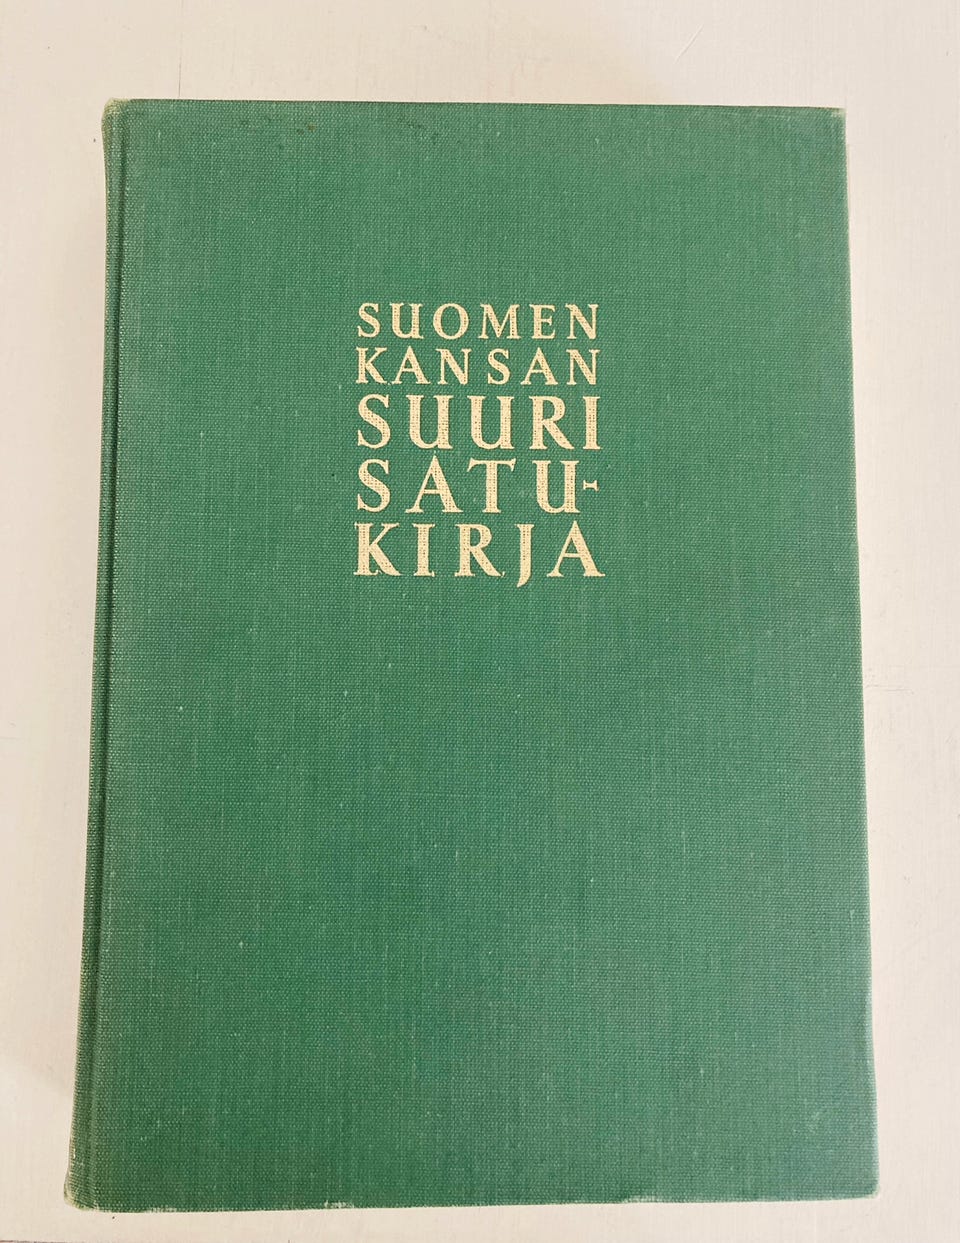 SUOMEN
KANSAN
SUURI
SATU-
KIRJA